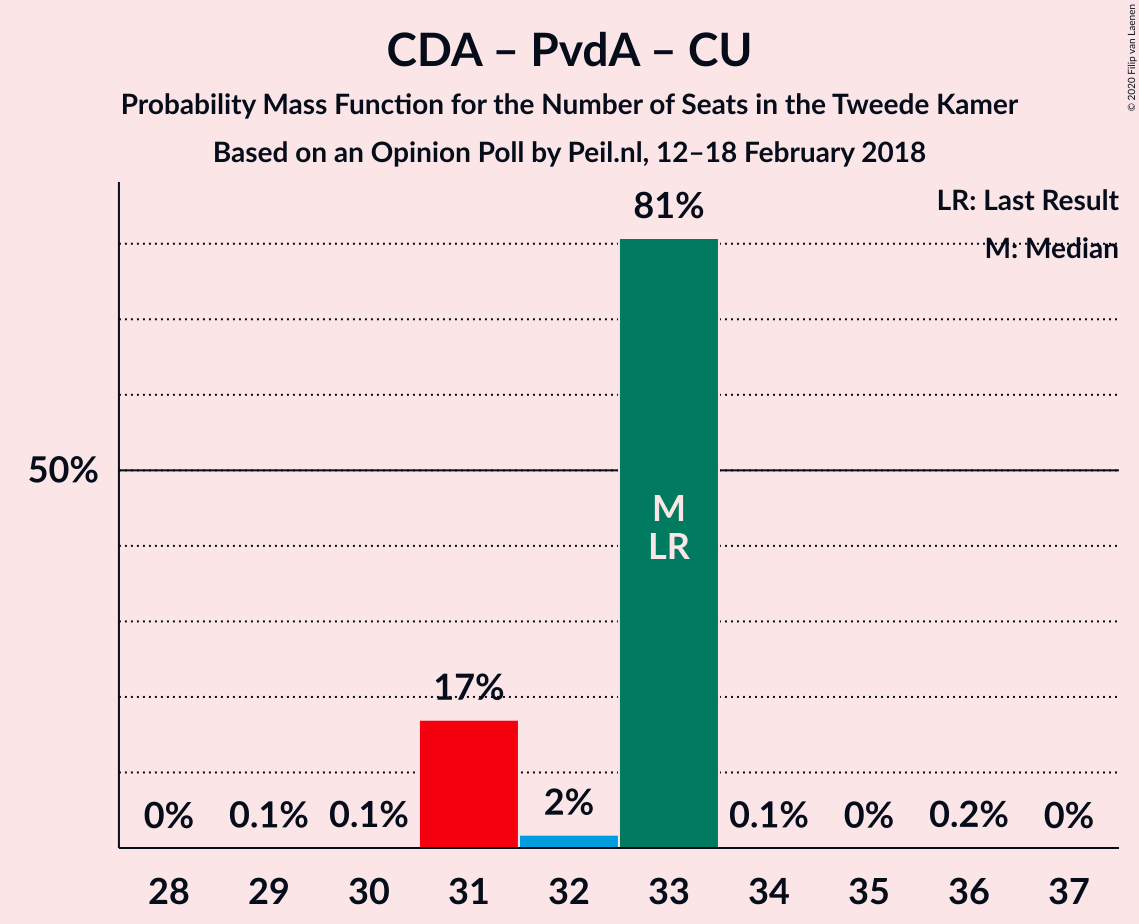 CDA – PvdA – CU
Probability Mass Function for the Number of Seats in the Tweede Kamer
Based on an Opinion Poll by Peil.nl, 12–18 February 2018
© 2020 Filip van Laenen
LR: Last Result
M: Median
81%
50%
M
LR
17%
0% 0.1% 0.1% 2% 0.1% 0% 0.2% 0%
28 29 30 31 32 33 34 35 36 37